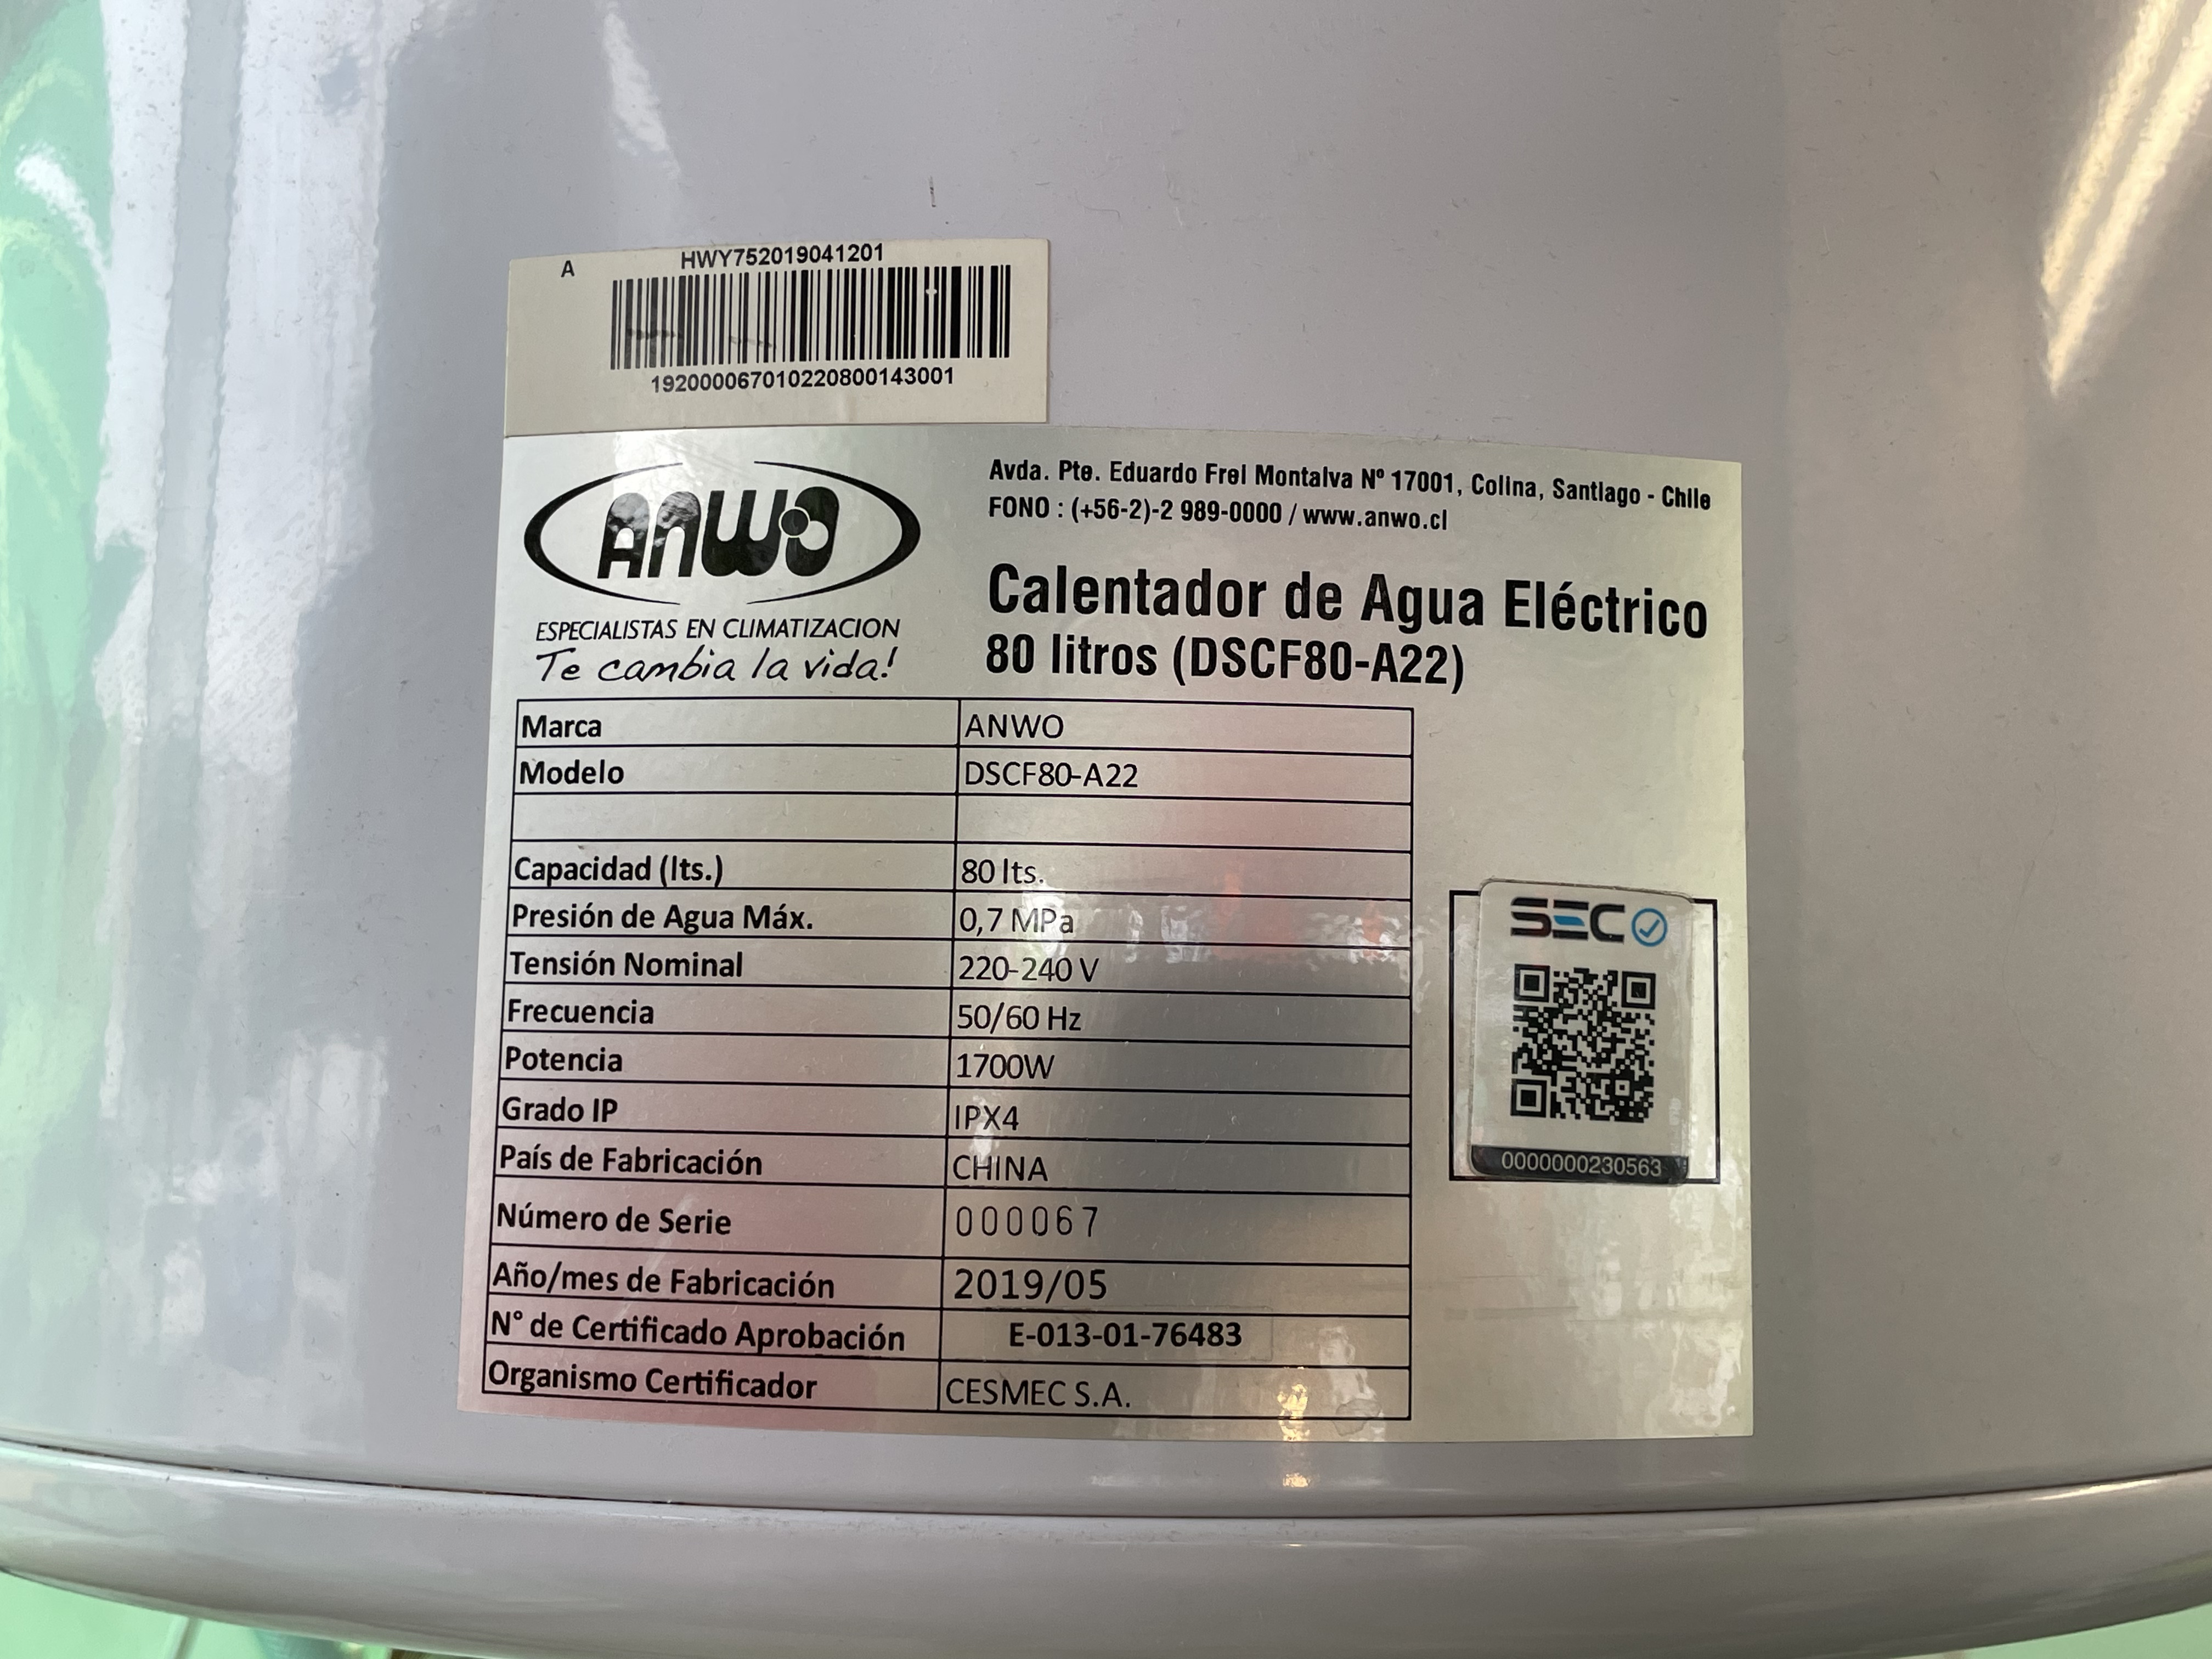 A
HWY752019041201
192000067010220800143001
ANWO
ESPECIALISTAS EN CLIMATIZACION
Te cambia la vida!
Avda. Pte. Eduardo Frei Montalva Nº 17001, Colina, Santiago - Chile
FONO : (+56-2)-2 989-0000 / www.anwo.cl
Calentador de Agua Eléctrico
80 litros (DSCF80-A22)
Marca ANWO
Modelo DSCF80-A22
Capacidad (lts.) 80 lts.
Presión de Agua Máx. 0,7 MPa
Tensión Nominal 220-240 V
Frecuencia 50/60 Hz
Potencia 1700W
Grado IP IPX4
País de Fabricación CHINA
Número de Serie 000067
Año/mes de Fabricación 2019/05
N° de Certificado Aprobación E-013-01-76483
Organismo Certificador CESMEC S.A.
SEC
0000000230563